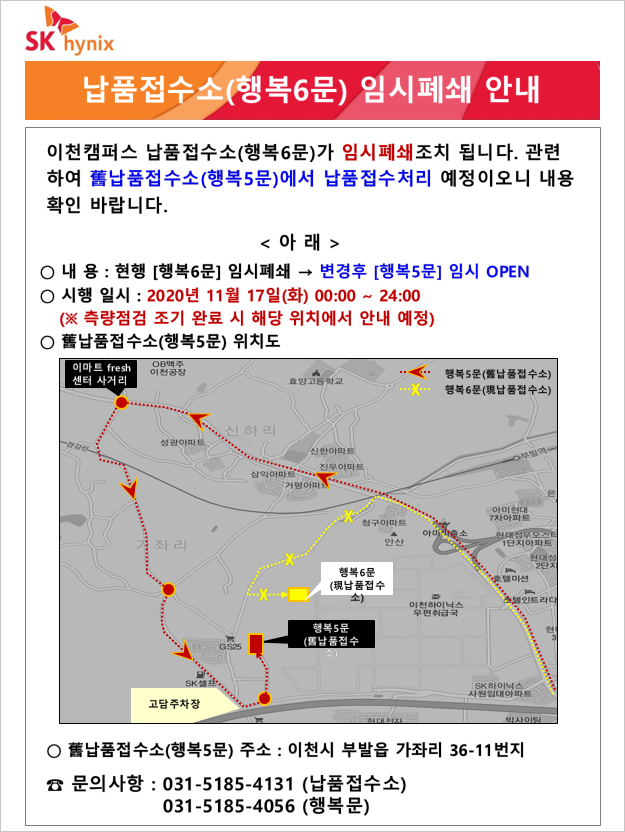 SK hynix
납품접수소(행복6문) 임시폐쇄 안내
이천캠퍼스 납품접수소(행복6문)가 임시폐쇄조치 됩니다. 관련
하여 舊납품접수소(행복5문)에서 납품접수처리 예정이오니 내용
확인 바랍니다.
< 아 래 >
○ 내 용 : 현행 [행복6문] 임시폐쇄 → 변경후 [행복5문] 임시 OPEN
○ 시행 일시 : 2020년 11월 17일(화) 00:00 ~ 24:00
(※ 측량점검 조기 완료 시 해당 위치에서 안내 예정)
○ 舊납품접수소(행복5문) 위치도
이마트 fresh
센터 사거리
OB맥주
이천공장
효양고등학교
행복5문(舊납품접수소)
행복6문(現납품접수소)
신하리
성광아파트
경강선
신한아파트
진우아파트
삼익아파트
거평아파트
부발역
아미현대
7차아파트
청구아파트
안산
현대성우오스타
1단지아파트
현대성우
2단지
호텔미션
호텔인트라다
가좌리
행복6문
(現납품접수
소)
이천하이닉스
우편취급국
행복5문
(舊납품접수
소)
GS25
SK셀프
SK하이닉스
사원임대아파트
고담주차장
현대전자
빅사이팅
○ 舊납품접수소(행복5문) 주소 : 이천시 부발읍 가좌리 36-11번지
☎ 문의사항 : 031-5185-4131 (납품접수소)
031-5185-4056 (행복문)